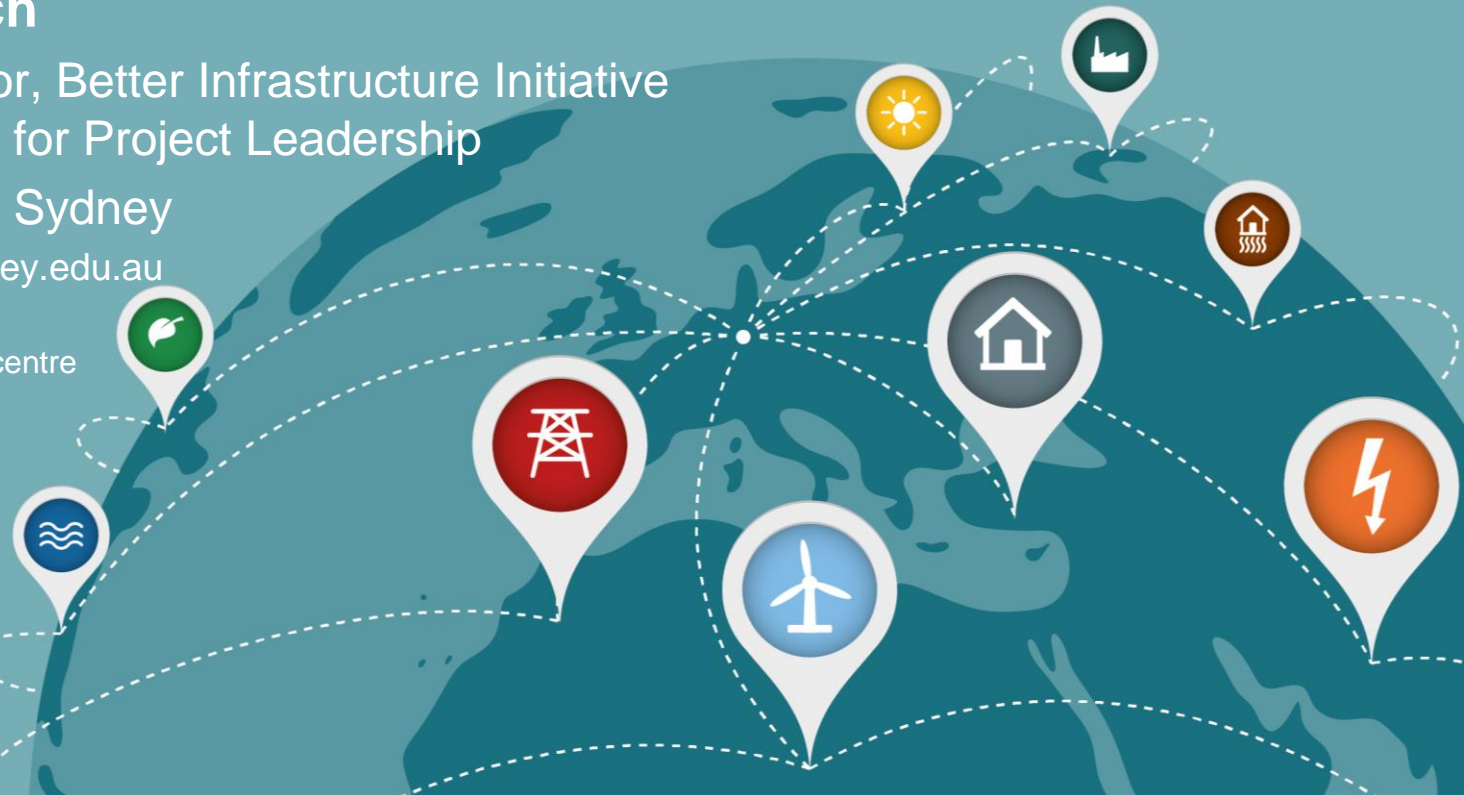 ch
or, Better Infrastructure Initiative
for Project Leadership
Sydney
ey.edu.au
centre